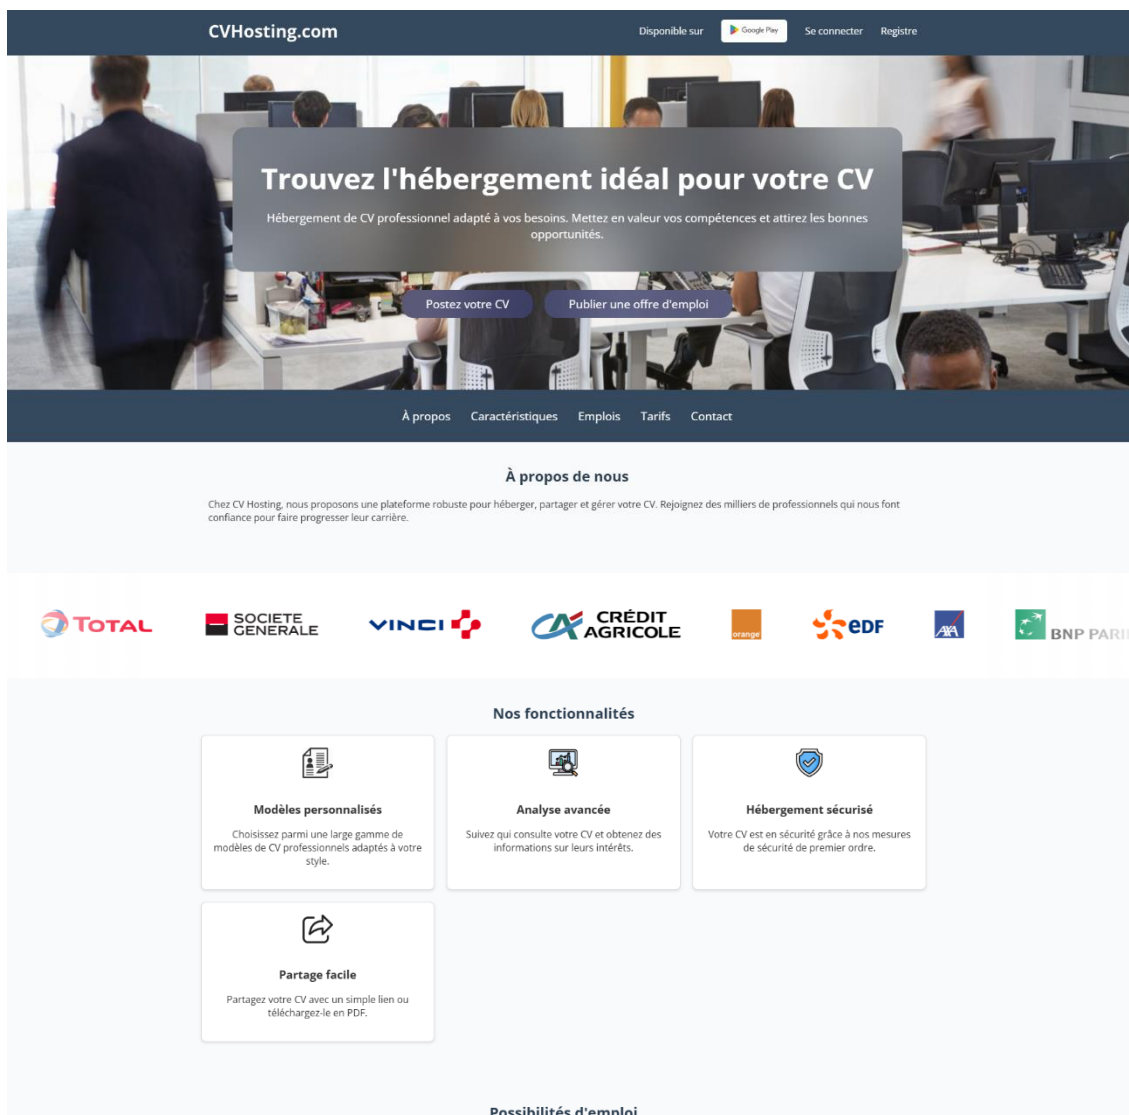 CVHosting.com
Disponible sur
Google Play
Se connecter
Registre
Trouvez l'hébergement idéal pour votre CV
Hébergement de CV professionnel adapté à vos besoins. Mettez en valeur vos compétences et attirez les bonnes
opportunités.
Postez votre CV
Publier une offre d'emploi
À propos
Caractéristiques
Emplois
Tarifs
Contact
À propos de nous
Chez CV Hosting, nous proposons une plateforme robuste pour héberger, partager et gérer votre CV. Rejoignez des milliers de professionnels qui nous font
confiance pour faire progresser leur carrière.
TOTAL
SOCIETE
GENERALE
VINCI
CRÉDIT
AGRICOLE
orange
eDF
AXA
BNP PARI
Nos fonctionnalités
Modèles personnalisés
Choisissez parmi une large gamme de
modèles de CV professionnels adaptés à votre
style.
Analyse avancée
Suivez qui consulte votre CV et obtenez des
informations sur leurs intérêts.
Hébergement sécurisé
Votre CV est en sécurité grâce à nos mesures
de sécurité de premier ordre.
Partage facile
Partagez votre CV avec un simple lien ou
téléchargez-le en PDF.
Possibilités d'emploi